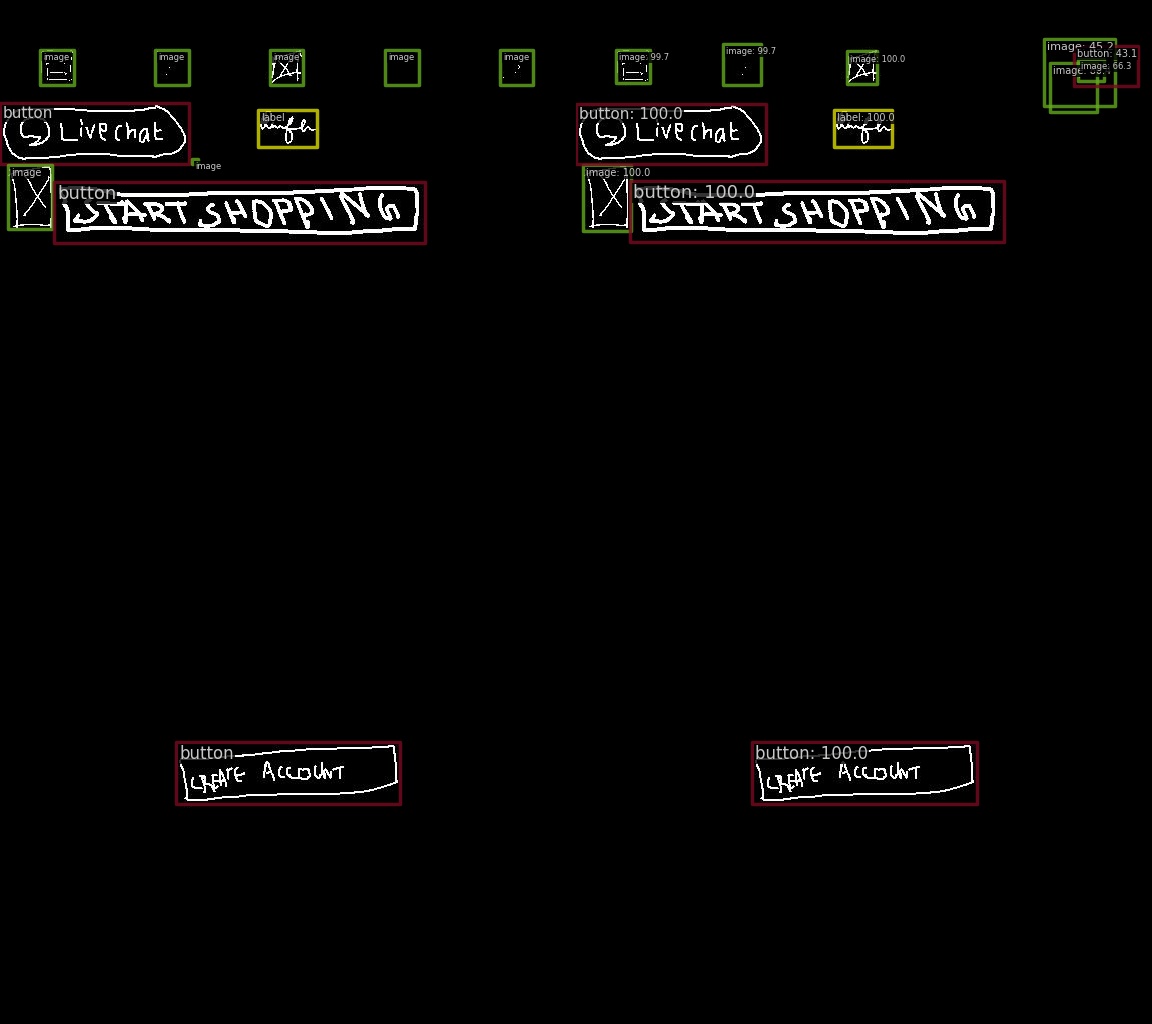 image image image image image image: 99.7 image: 99.7 image: 100.0 image: 45.2
button: 43.1
image: 66.3
button label button: 100.0 label: 100.0
Live chat Live chat
image
image button image: 100.0 button: 100.0
START SHOPPING START SHOPPING
button button: 100.0
CREATE ACCOUNT CREATE ACCOUNT